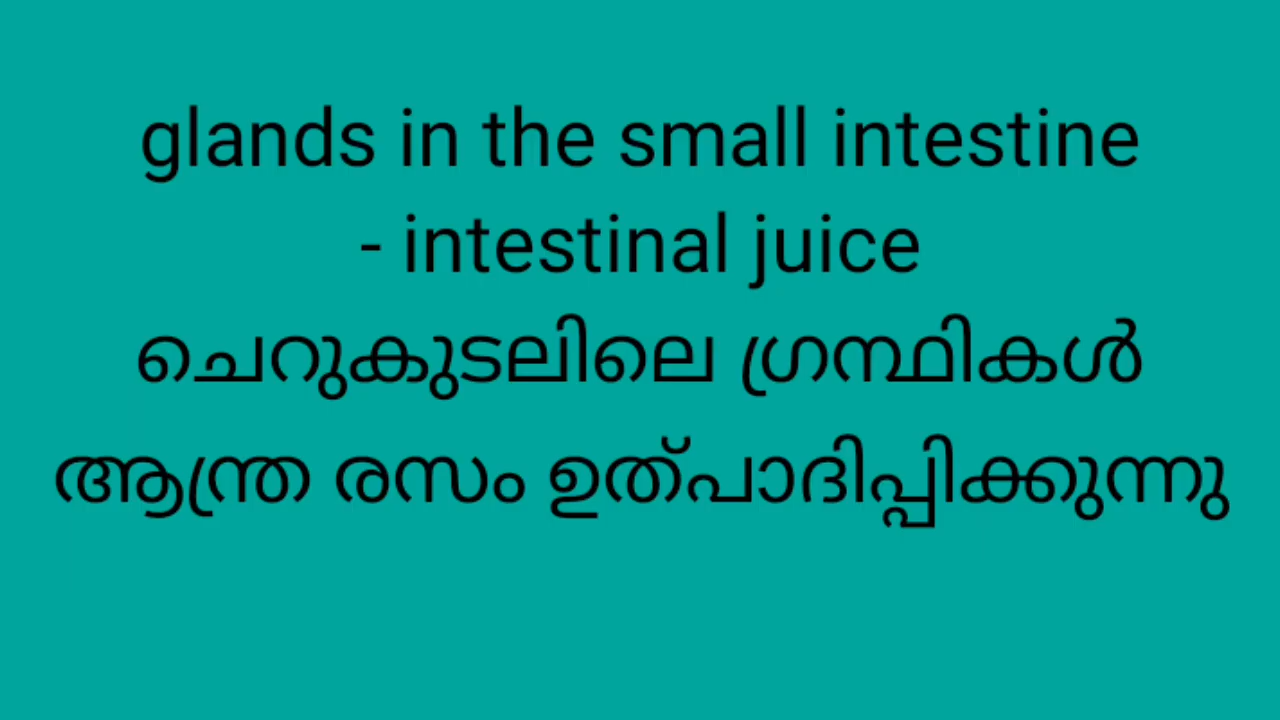 glands in the small intestine
- intestinal juice
ചെറുകുടലിലെ ഗ്രന്ഥികൾ
ആന്ത്ര രസം ഉത്പാദിപ്പിക്കുന്നു